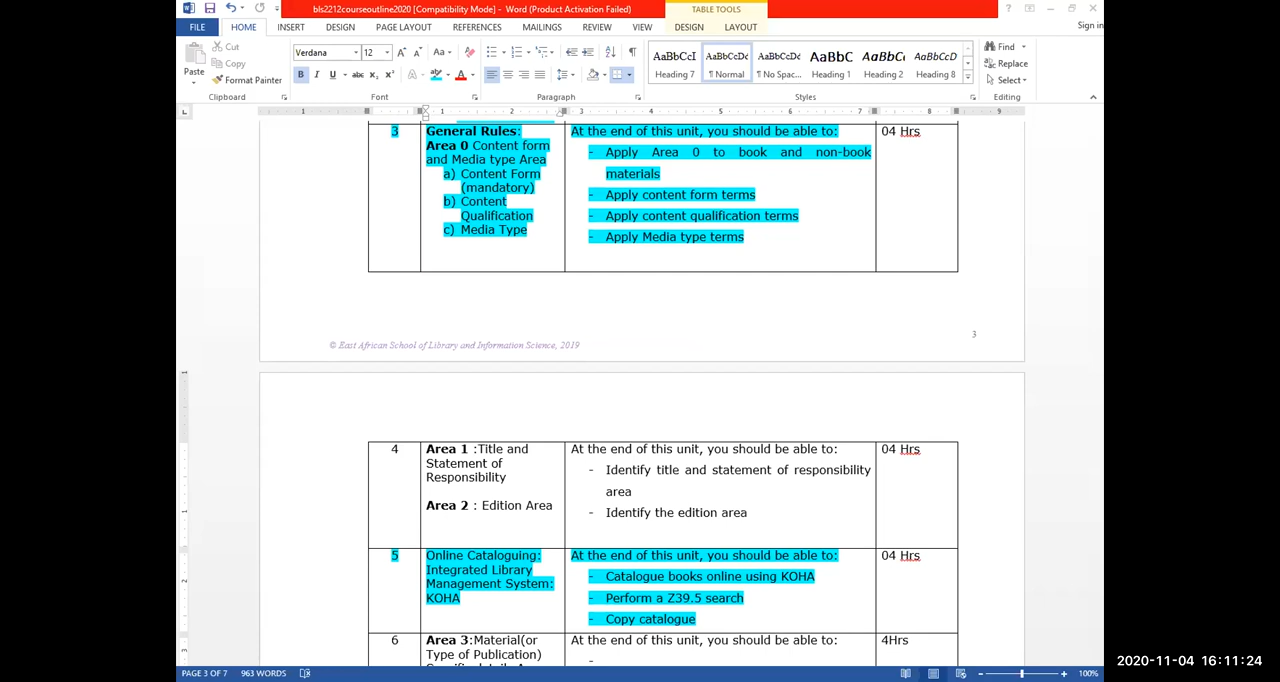 bls2212courseoutline2020 [Compatibility Mode] - Word (Product Activation Failed)
TABLE TOOLS
FILE HOME INSERT DESIGN PAGE LAYOUT REFERENCES MAILINGS REVIEW VIEW DESIGN LAYOUT Sign in
Cut
Copy
Paste
Format Painter
Clipboard
Verdana 12
Font
Paragraph
AaBbCcI AaBbCcDc AaBbCcDc AaBbC AaBbCc AaBbCcD
Heading 7 ¶ Normal ¶ No Spac... Heading 1 Heading 2 Heading 8
Styles
Find
Replace
Select
Editing
3
General Rules:
Area 0 Content form
and Media type Area
a) Content Form
(mandatory)
b) Content
Qualification
c) Media Type
At the end of this unit, you should be able to:
- Apply Area 0 to book and non-book
materials
- Apply content form terms
- Apply content qualification terms
- Apply Media type terms
04 Hrs
3
© East African School of Library and Information Science, 2019
4
Area 1 :Title and
Statement of
Responsibility
Area 2 : Edition Area
At the end of this unit, you should be able to:
- Identify title and statement of responsibility
area
- Identify the edition area
04 Hrs
5
Online Cataloguing:
Integrated Library
Management System:
KOHA
At the end of this unit, you should be able to:
- Catalogue books online using KOHA
- Perform a Z39.5 search
- Copy catalogue
04 Hrs
6
Area 3:Material(or
Type of Publication)
At the end of this unit, you should be able to:
-
4Hrs
PAGE 3 OF 7 963 WORDS
100%
2020-11-04 16:11:24